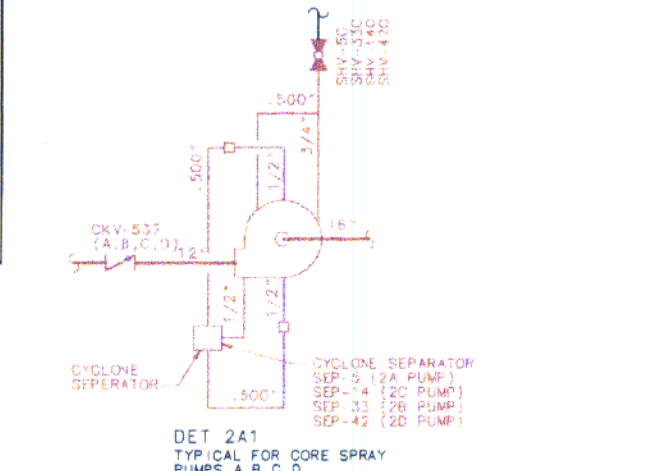 SHV-5C
SHV-33C
SHV-14C
SHV-42C
.500"
3/4"
.500"
1/2"
CKV-537
(A,B,C,D)
12"
16"
1/2"
1/2"
CYCLONE
SEPERATOR
.500"
CYCLONE SEPARATOR
SEP-5 (2A PUMP)
SEP-14 (2C PUMP)
SEP-33 (2B PUMP)
SEP-42 (2D PUMP)
DET 2A1
TYPICAL FOR CORE SPRAY
PUMPS A,B,C,D